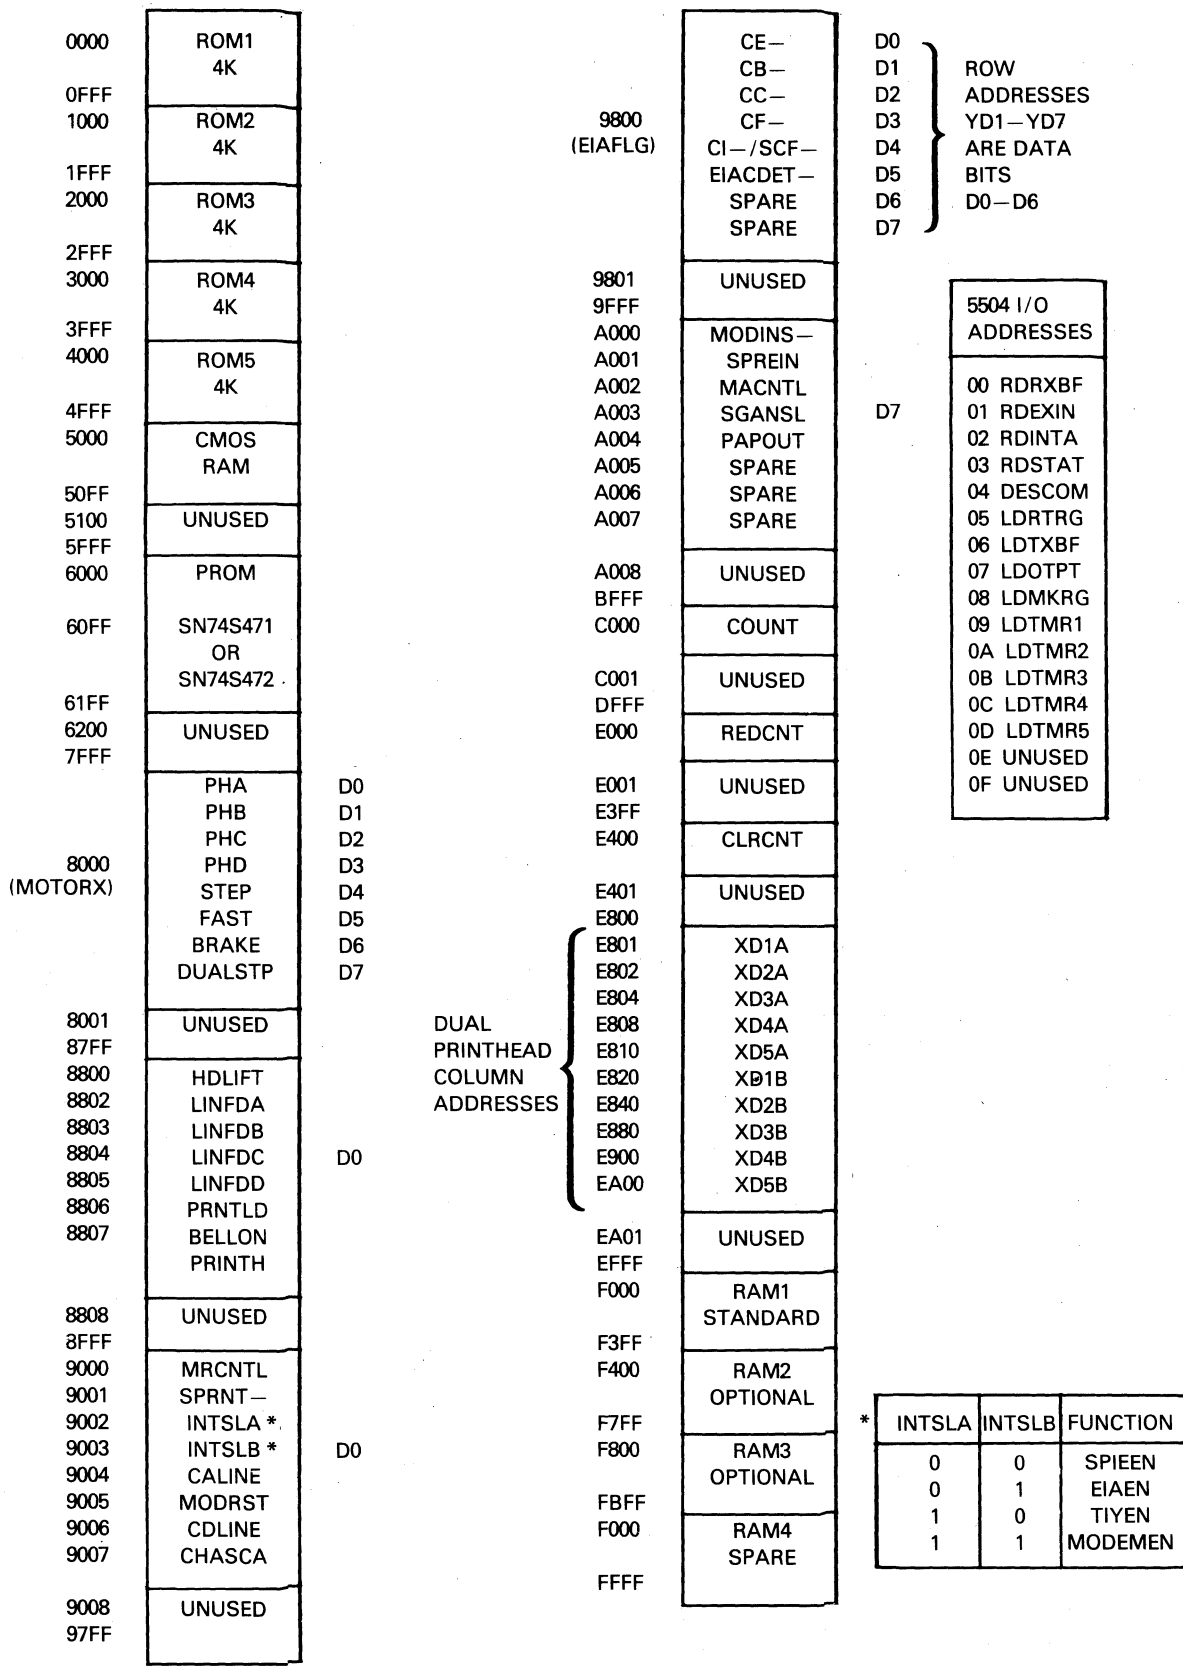 0000 ROM1
4K
0FFF
1000 ROM2
4K
1FFF
2000 ROM3
4K
2FFF
3000 ROM4
4K
3FFF
4000 ROM5
4K
4FFF
5000 CMOS
RAM
50FF
5100 UNUSED
5FFF
6000 PROM
60FF SN74S471
OR
SN74S472
61FF
6200 UNUSED
7FFF
PHA D0
PHB D1
PHC D2
8000 PHD D3
(MOTORX) STEP D4
FAST D5
BRAKE D6
DUALSTP D7
8001 UNUSED
87FF
8800 HDLIFT
8802 LINFDA
8803 LINFDB
8804 LINFDC D0
8805 LINFDD
8806 PRNTLD
8807 BELLON
PRINTH
8808 UNUSED
8FFF
9000 MRCNTL
9001 SPRNT—
9002 INTSLA *
9003 INTSLB * D0
9004 CALINE
9005 MODRST
9006 CDLINE
9007 CHASCA
9008 UNUSED
97FF
CE— D0
CB— D1 ROW
CC— D2 ADDRESSES
9800 CF— D3 YD1—YD7
(EIAFLG) CI—/SCF— D4 ARE DATA
EIACDET— D5 BITS
SPARE D6 D0—D6
SPARE D7
9801 UNUSED
9FFF
A000 MODINS—
A001 SPREIN
A002 MACNTL
A003 SGANSL D7
A004 PAPOUT
A005 SPARE
A006 SPARE
A007 SPARE
A008 UNUSED
BFFF
C000 COUNT
C001 UNUSED
DFFF
E000 REDCNT
E001 UNUSED
E3FF
E400 CLRCNT
E401 UNUSED
E800
E801 XD1A
E802 XD2A
E804 XD3A
DUAL E808 XD4A
PRINTHEAD E810 XD5A
COLUMN E820 XD1B
ADDRESSES E840 XD2B
E880 XD3B
E900 XD4B
EA00 XD5B
EA01 UNUSED
EFFF
F000 RAM1
STANDARD
F3FF
F400 RAM2
OPTIONAL
F7FF
F800 RAM3
OPTIONAL
FBFF
F000 RAM4
SPARE
FFFF
5504 I/O
ADDRESSES
00 RDRXBF
01 RDEXIN
02 RDINTA
03 RDSTAT
04 DESCOM
05 LDRTRG
06 LDTXBF
07 LDOTPT
08 LDMKRG
09 LDTMR1
0A LDTMR2
0B LDTMR3
0C LDTMR4
0D LDTMR5
0E UNUSED
0F UNUSED
* INTSLA INTSLB FUNCTION
0 0 SPIEEN
0 1 EIAEN
1 0 TIYEN
1 1 MODEMEN